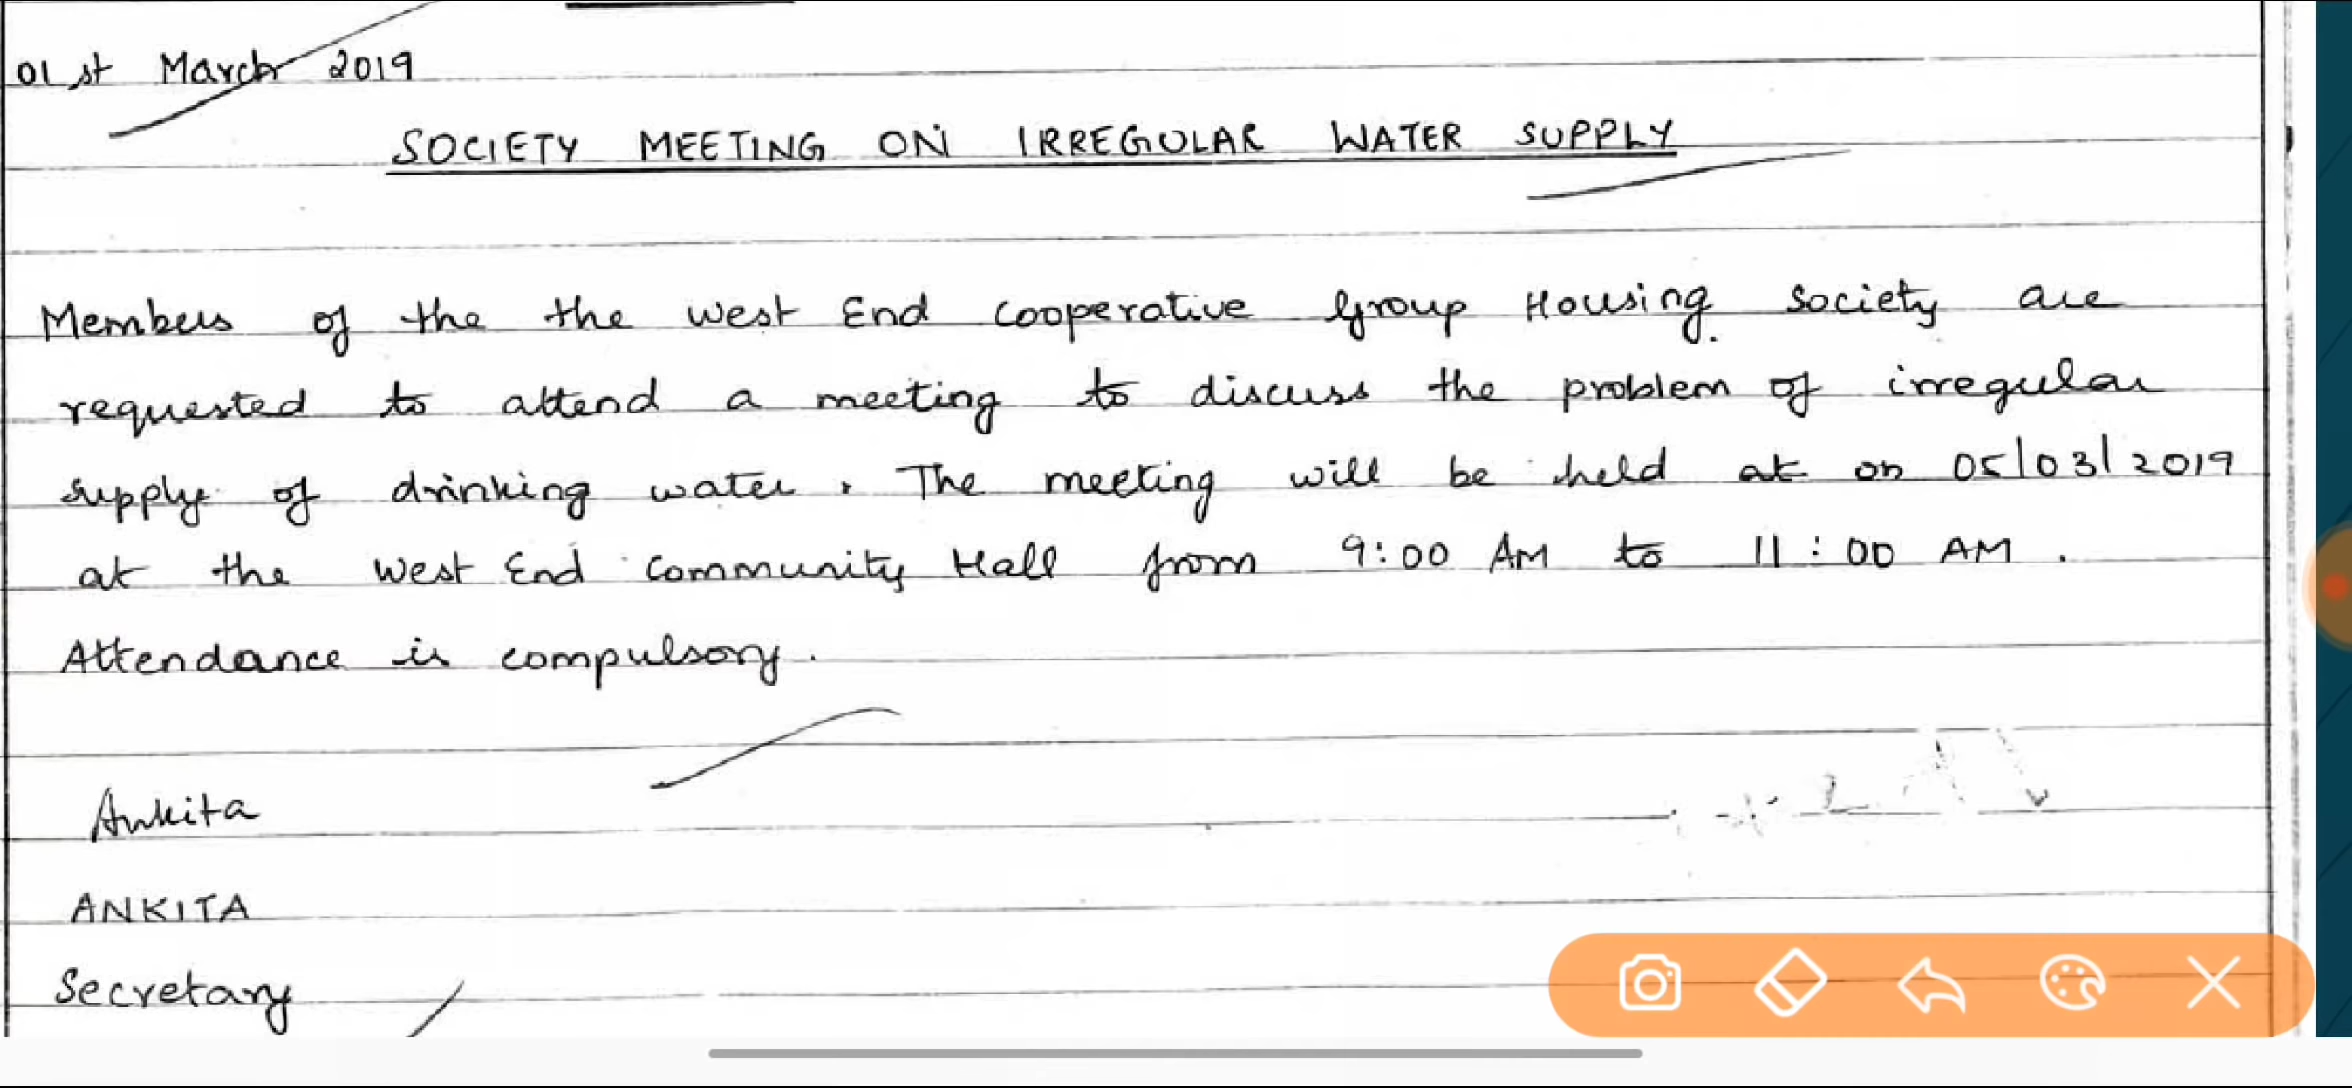 01st March 2019
SOCIETY MEETING ON IRREGULAR WATER SUPPLY
Members of the the West End Cooperative Group Housing Society are
requested to attend a meeting to discuss the problem of irregular
supply of drinking water. The meeting will be held at on 05/03/2019
at the West End Community Hall from 9:00 AM to 11:00 AM.
Attendance is compulsory.
Ankita
ANKITA
Secretary